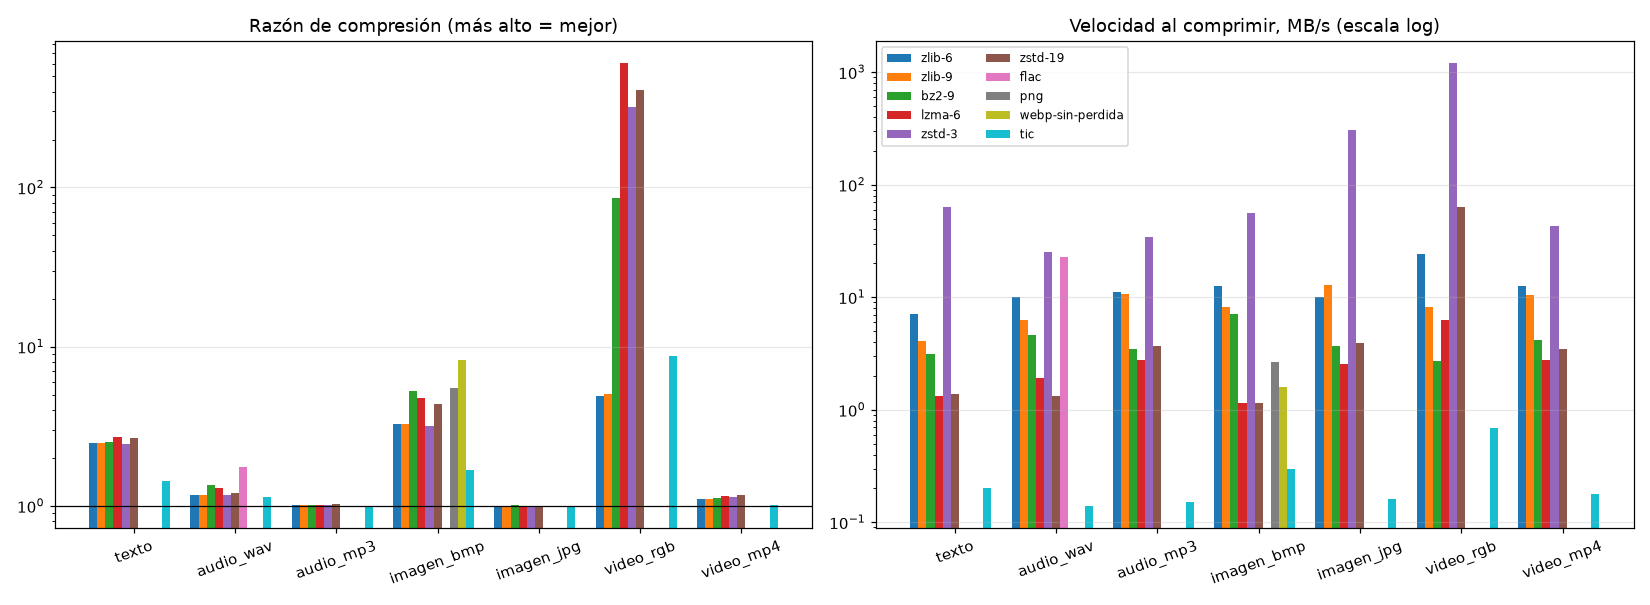 Razón de compresión (más alto = mejor)
10²
10¹
10⁰
texto
audio_wav
audio_mp3
imagen_bmp
imagen_jpg
video_rgb
video_mp4
Velocidad al comprimir, MB/s (escala log)
zlib-6
zlib-9
bz2-9
lzma-6
zstd-3
zstd-19
flac
png
webp-sin-perdida
tic
10³
10²
10¹
10⁰
10⁻¹
texto
audio_wav
audio_mp3
imagen_bmp
imagen_jpg
video_rgb
video_mp4